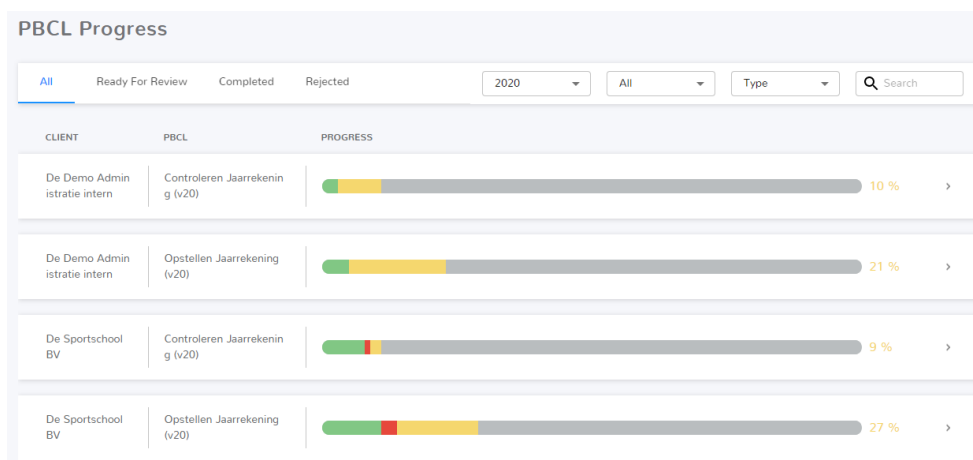 PBCL Progress
All Ready For Review Completed Rejected 2020 All Type Search
CLIENT PBCL PROGRESS
De Demo Admin Controleren Jaarrekenin
istratie intern g (v20)
10 %
De Demo Admin Opstellen Jaarrekening
istratie intern (v20)
21 %
De Sportschool Controleren Jaarrekenin
BV g (v20)
9 %
De Sportschool Opstellen Jaarrekening
BV (v20)
27 %